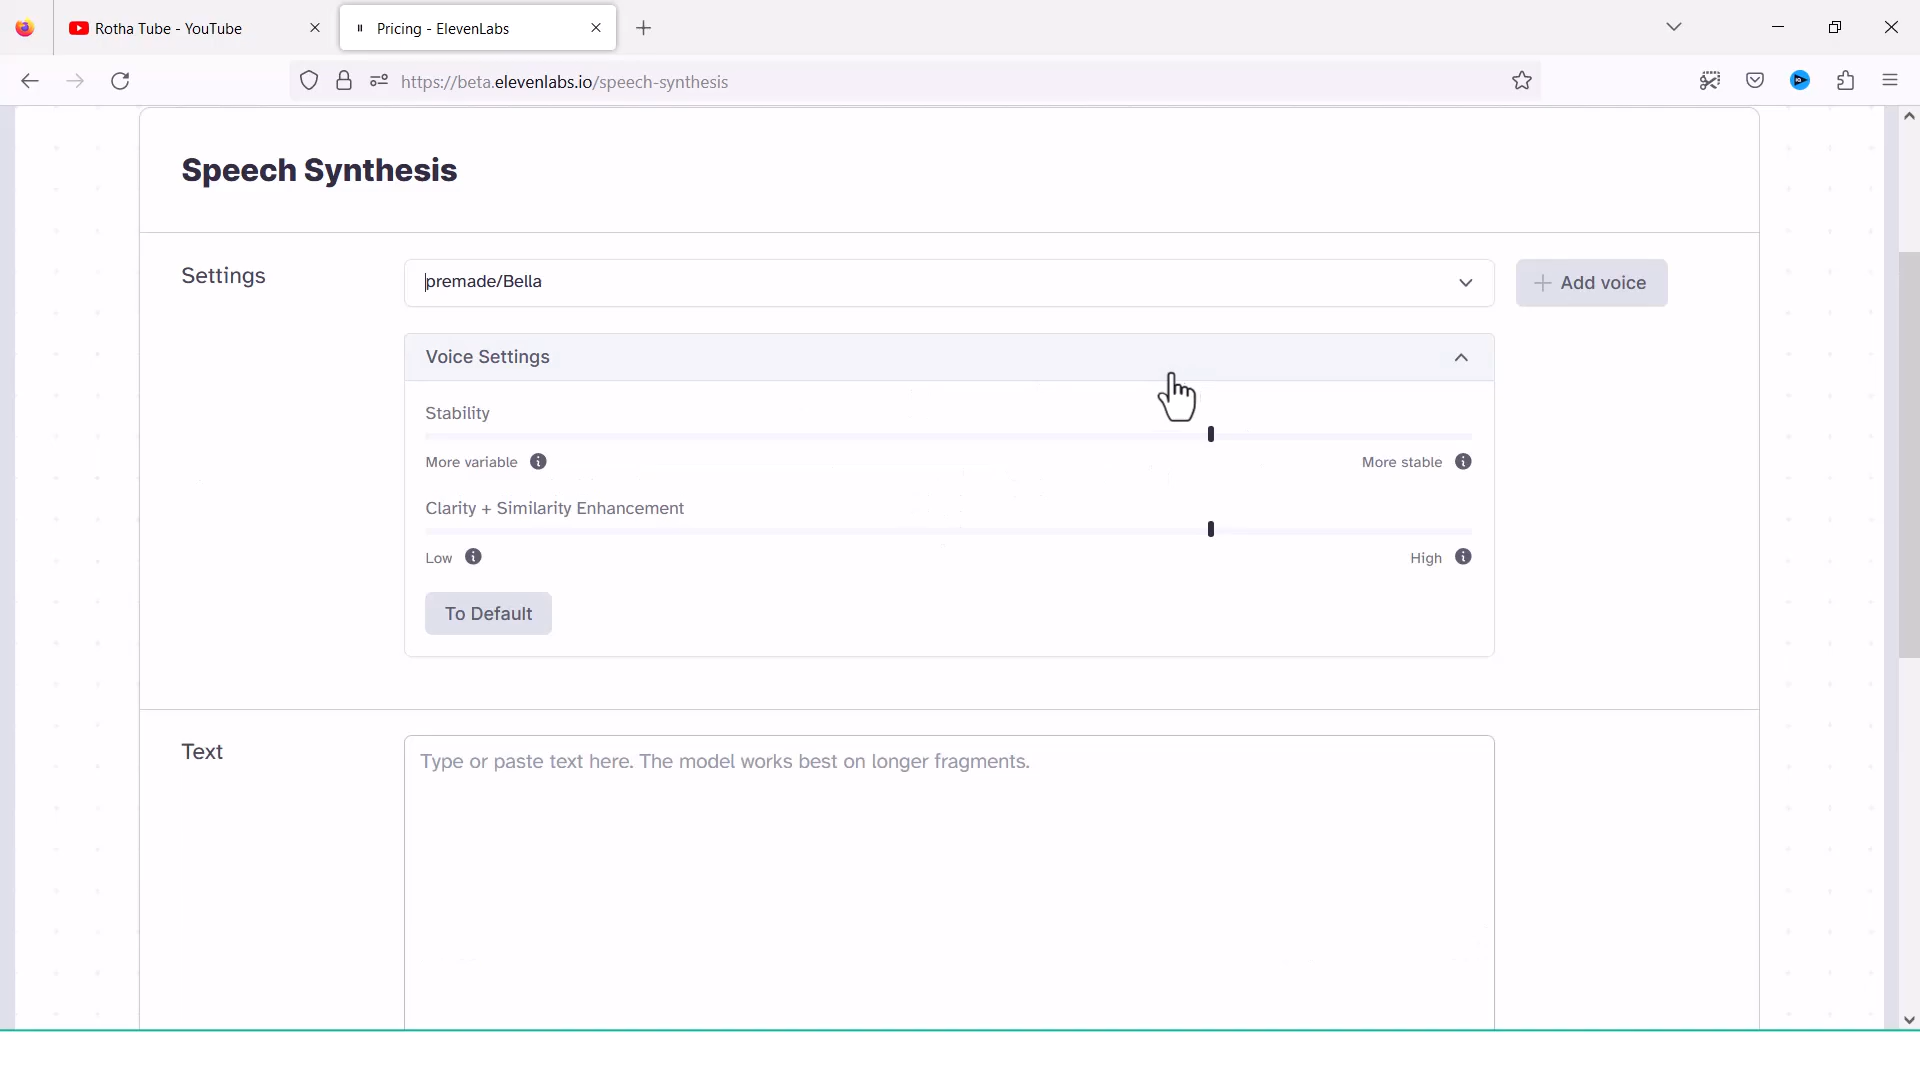 Rotha Tube - YouTube
Pricing - ElevenLabs
https://beta.elevenlabs.io/speech-synthesis
Speech Synthesis
Settings
premade/Bella
Add voice
Voice Settings
Stability
More variable
More stable
Clarity + Similarity Enhancement
Low
High
To Default
Text
Type or paste text here. The model works best on longer fragments.